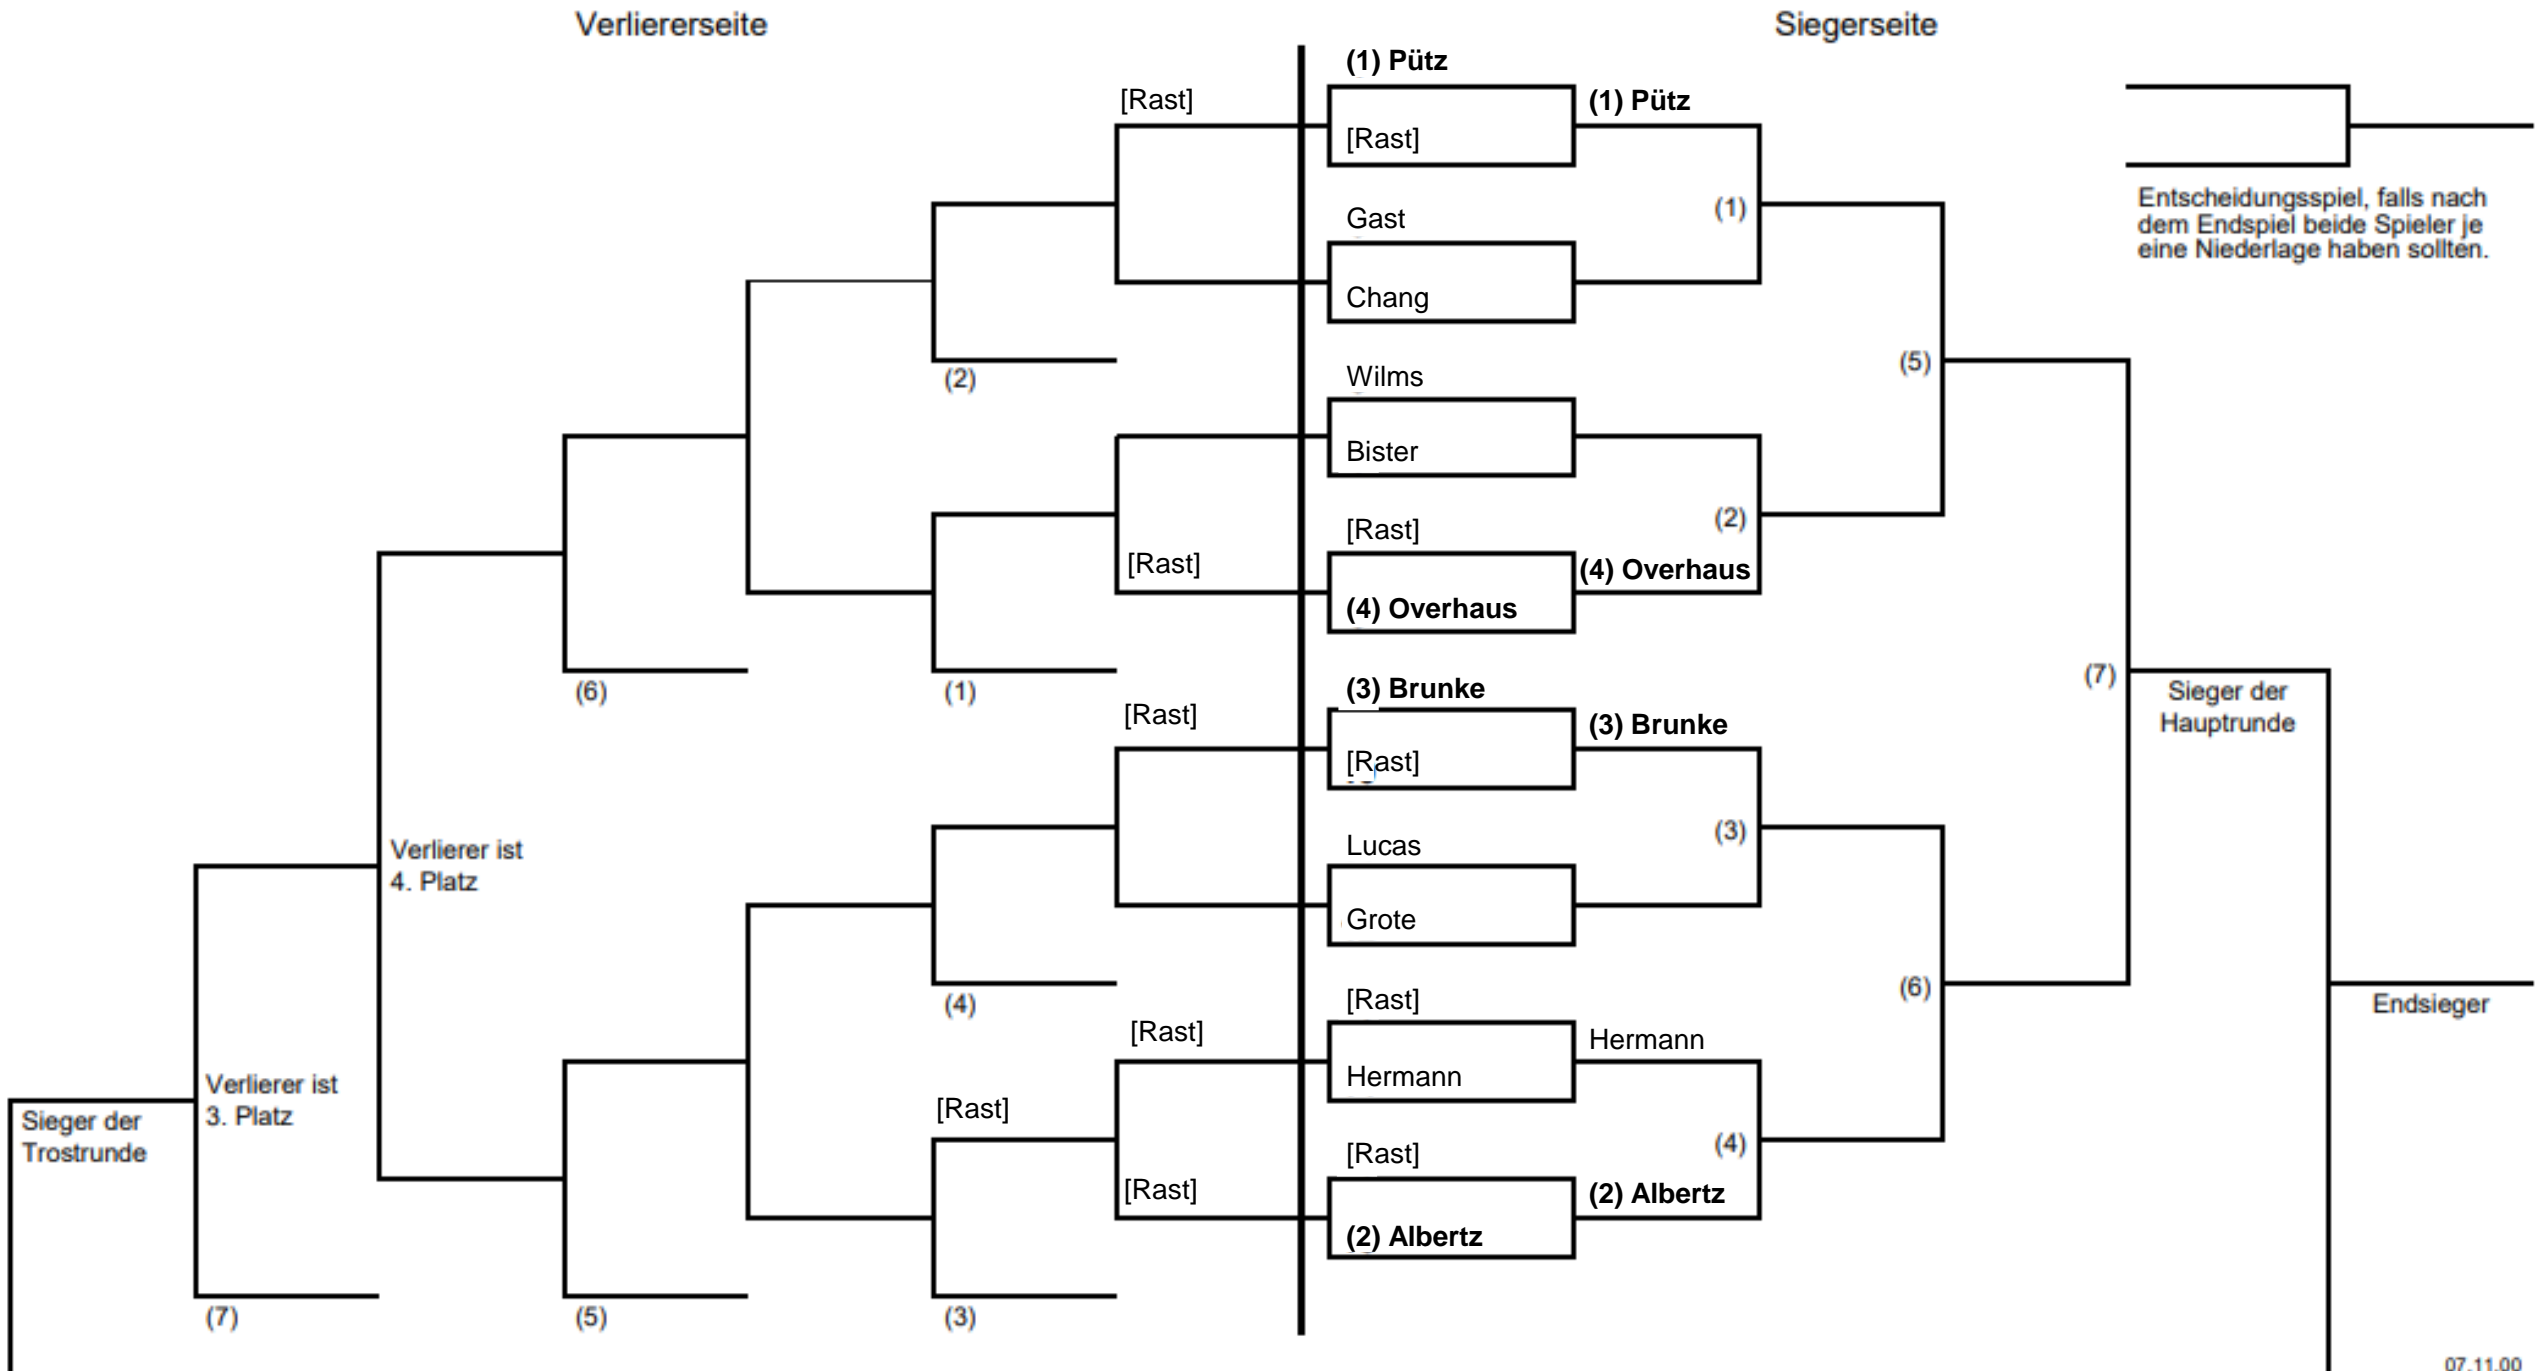 Verliererseite
Siegerseite
(1) Pütz
[Rast]
(1) Pütz
[Rast]
Entscheidungsspiel, falls nach
dem Endspiel beide Spieler je
eine Niederlage haben sollten.
(1)
Gast
Chang
(2)
Wilms
(5)
Bister
[Rast]
(2)
[Rast]
(4) Overhaus
(4) Overhaus
(6)
(1)
(3) Brunke
(7)
Sieger der
Hauptrunde
[Rast]
(3) Brunke
[Rast]
Verlierer ist
4. Platz
(3)
Lucas
Grote
(4)
[Rast]
(6)
Endsieger
[Rast]
Hermann
Hermann
Verlierer ist
3. Platz
[Rast]
Sieger der
Trostrunde
(4)
[Rast]
[Rast]
(2) Albertz
(2) Albertz
(7)
(5)
(3)
07.11.00